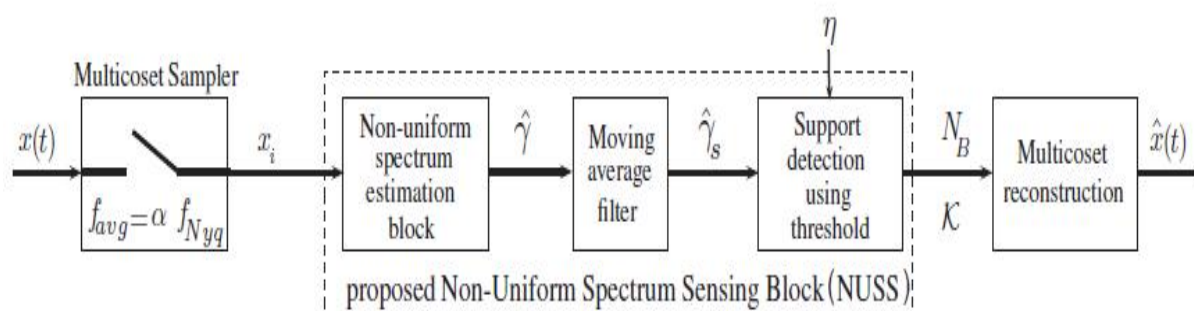 η
Multicoset Sampler
x(t)
f_avg = α f_Nyq
x_i
Non-uniform
spectrum
estimation
block
γ̂
Moving
average
filter
γ̂_s
Support
detection
using
threshold
N_B
𝒦
Multicoset
reconstruction
x̂(t)
proposed Non-Uniform Spectrum Sensing Block(NUSS)